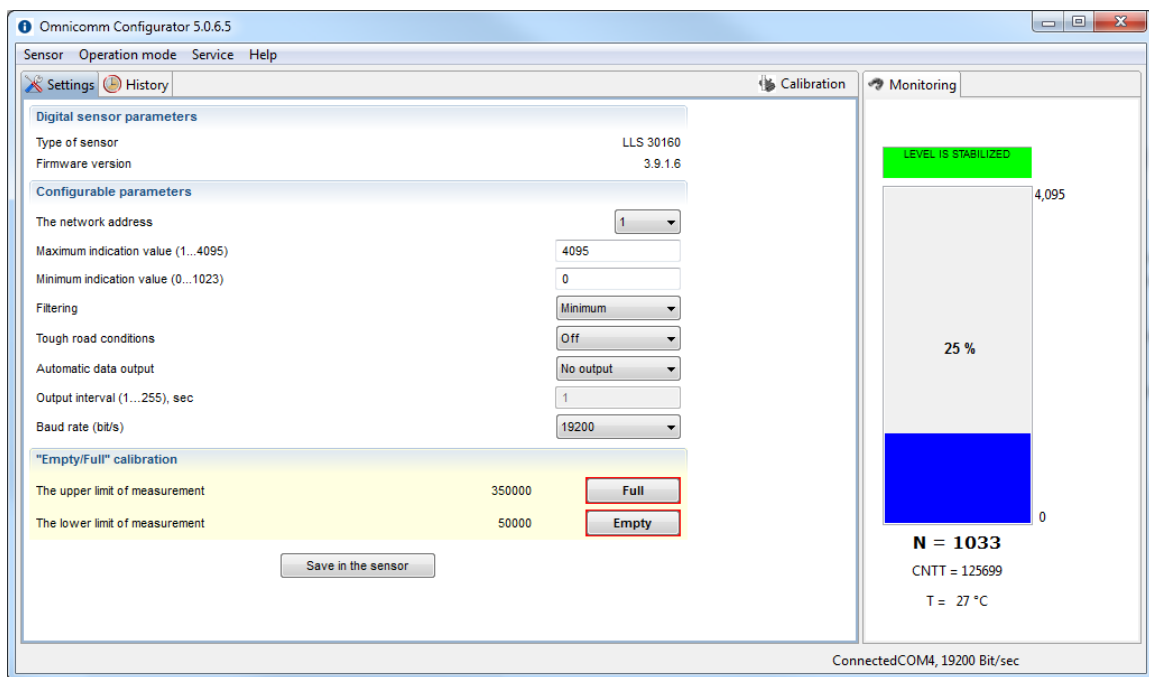 Omnicomm Configurator 5.0.6.5
Sensor Operation mode Service Help
Settings History Calibration
Monitoring
Digital sensor parameters
Type of sensor LLS 30160
Firmware version 3.9.1.6
Configurable parameters
The network address 1
Maximum indication value (1...4095) 4095
Minimum indication value (0...1023) 0
Filtering Minimum
Tough road conditions Off
Automatic data output No output
Output interval (1...255), sec 1
Baud rate (bit/s) 19200
"Empty/Full" calibration
The upper limit of measurement 350000 Full
The lower limit of measurement 50000 Empty
Save in the sensor
LEVEL IS STABILIZED
4,095
25 %
0
N = 1033
CNTT = 125699
T = 27 °C
ConnectedCOM4, 19200 Bit/sec